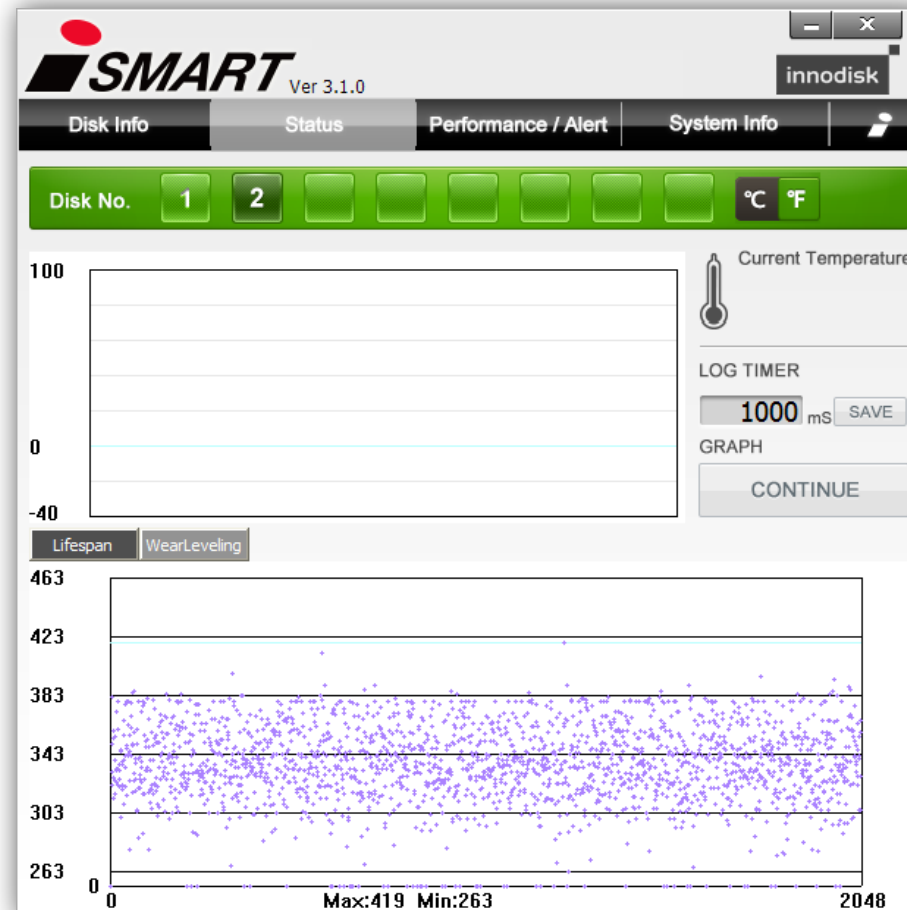 iSMART Ver 3.1.0
innodisk
Disk Info Status Performance / Alert System Info
Disk No. 1 2 °C °F
100
0
-40
Current Temperature
LOG TIMER
1000 mS SAVE
GRAPH
CONTINUE
Lifespan WearLeveling
463
423
383
343
303
263
0
0 Max:419 Min:263 2048